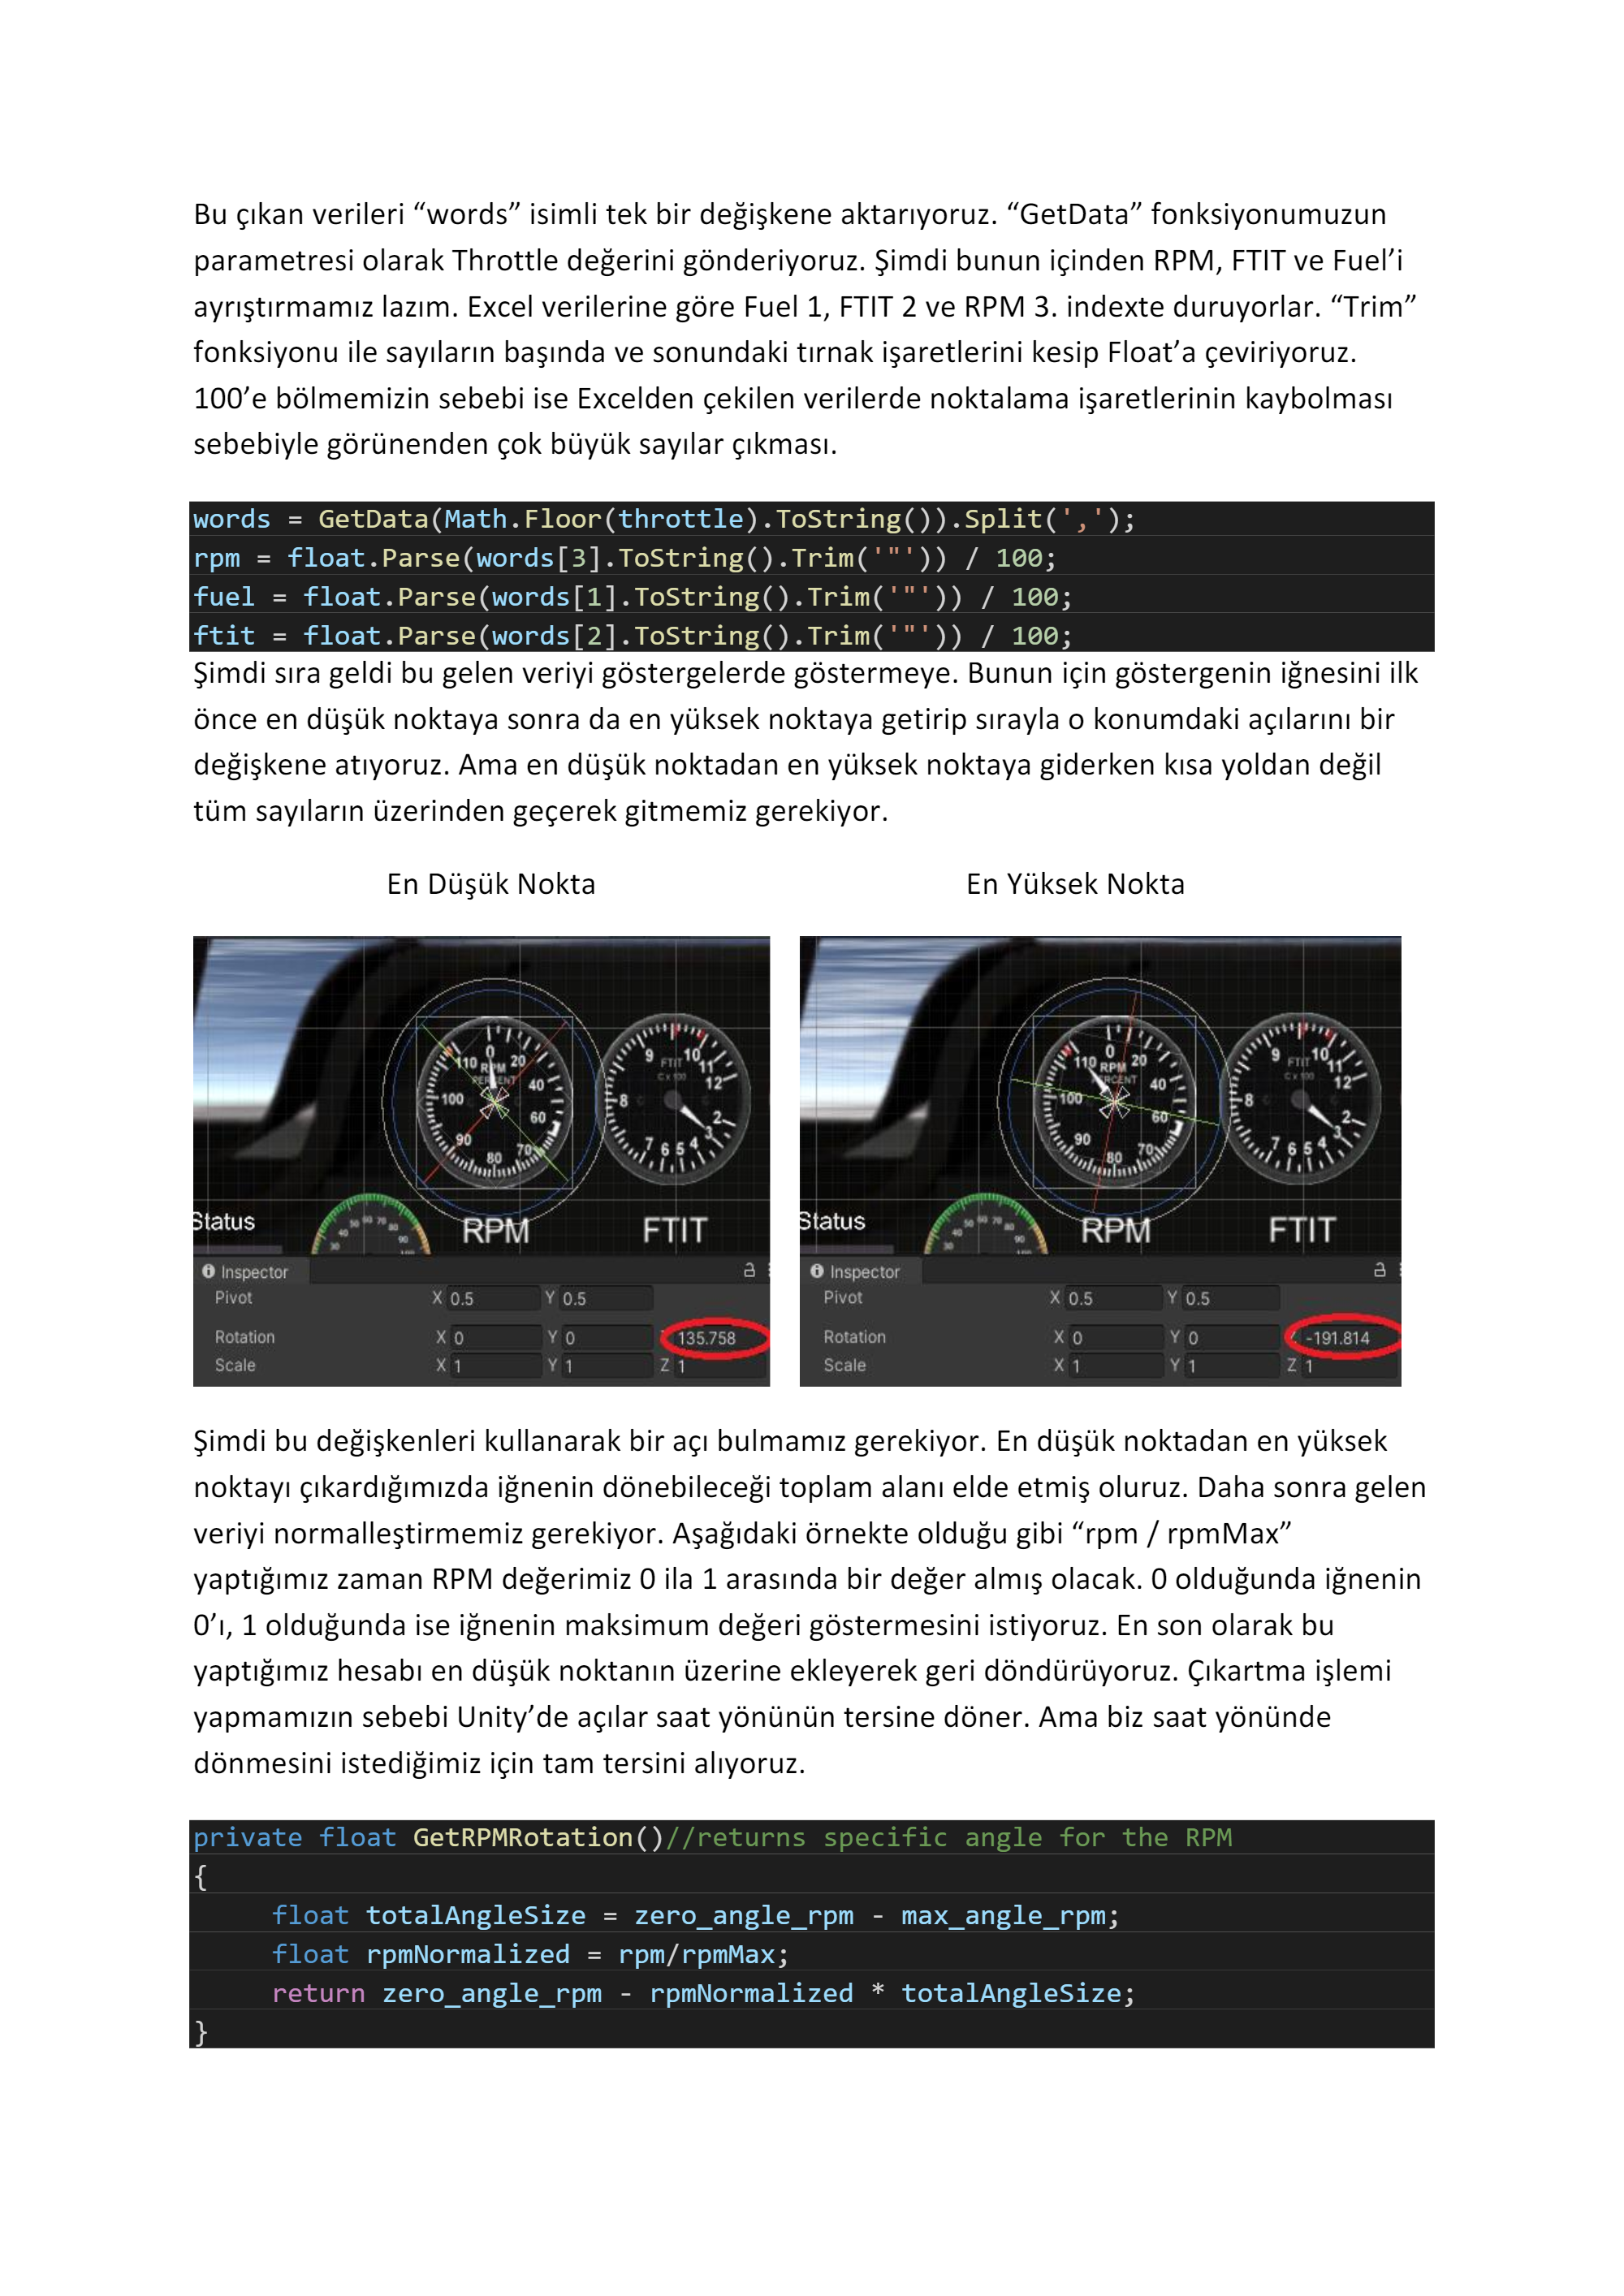 Bu çıkan verileri “words” isimli tek bir değişkene aktarıyoruz. “GetData” fonksiyonumuzun
parametresi olarak Throttle değerini gönderiyoruz. Şimdi bunun içinden RPM, FTIT ve Fuel’i
ayrıştırmamız lazım. Excel verilerine göre Fuel 1, FTIT 2 ve RPM 3. indexte duruyorlar. “Trim”
fonksiyonu ile sayıların başında ve sonundaki tırnak işaretlerini kesip Float’a çeviriyoruz.
100’e bölmemizin sebebi ise Excelden çekilen verilerde noktalama işaretlerinin kaybolması
sebebiyle görünenden çok büyük sayılar çıkması.
words = GetData(Math.Floor(throttle).ToString()).Split(',');
rpm = float.Parse(words[3].ToString().Trim('"')) / 100;
fuel = float.Parse(words[1].ToString().Trim('"')) / 100;
ftit = float.Parse(words[2].ToString().Trim('"')) / 100;
Şimdi sıra geldi bu gelen veriyi göstergelerde göstermeye. Bunun için göstergenin iğnesini ilk
önce en düşük noktaya sonra da en yüksek noktaya getirip sırayla o konumdaki açılarını bir
değişkene atıyoruz. Ama en düşük noktadan en yüksek noktaya giderken kısa yoldan değil
tüm sayıların üzerinden geçerek gitmemiz gerekiyor.
En Düşük Nokta En Yüksek Nokta
0 20 40 60 70 80 90 100 110 RPM PERCENT
FTIT C x 100 2 3 4 5 6 7 8 9 10 11 12
Status RPM FTIT
Inspector
Pivot X 0.5 Y 0.5
Rotation X 0 Y 0 135.758
Scale X 1 Y 1 Z 1
0 20 40 60 70 80 90 100 110 RPM PERCENT
FTIT C x 100 2 3 4 5 6 7 8 9 10 11 12
Status RPM FTIT
Inspector
Pivot X 0.5 Y 0.5
Rotation X 0 Y 0 -191.814
Scale X 1 Y 1 Z 1
Şimdi bu değişkenleri kullanarak bir açı bulmamız gerekiyor. En düşük noktadan en yüksek
noktayı çıkardığımızda iğnenin dönebileceği toplam alanı elde etmiş oluruz. Daha sonra gelen
veriyi normalleştirmemiz gerekiyor. Aşağıdaki örnekte olduğu gibi “rpm / rpmMax”
yaptığımız zaman RPM değerimiz 0 ila 1 arasında bir değer almış olacak. 0 olduğunda iğnenin
0’ı, 1 olduğunda ise iğnenin maksimum değeri göstermesini istiyoruz. En son olarak bu
yaptığımız hesabı en düşük noktanın üzerine ekleyerek geri döndürüyoruz. Çıkartma işlemi
yapmamızın sebebi Unity’de açılar saat yönünün tersine döner. Ama biz saat yönünde
dönmesini istediğimiz için tam tersini alıyoruz.
private float GetRPMRotation()//returns specific angle for the RPM
{
float totalAngleSize = zero_angle_rpm - max_angle_rpm;
float rpmNormalized = rpm/rpmMax;
return zero_angle_rpm - rpmNormalized * totalAngleSize;
}